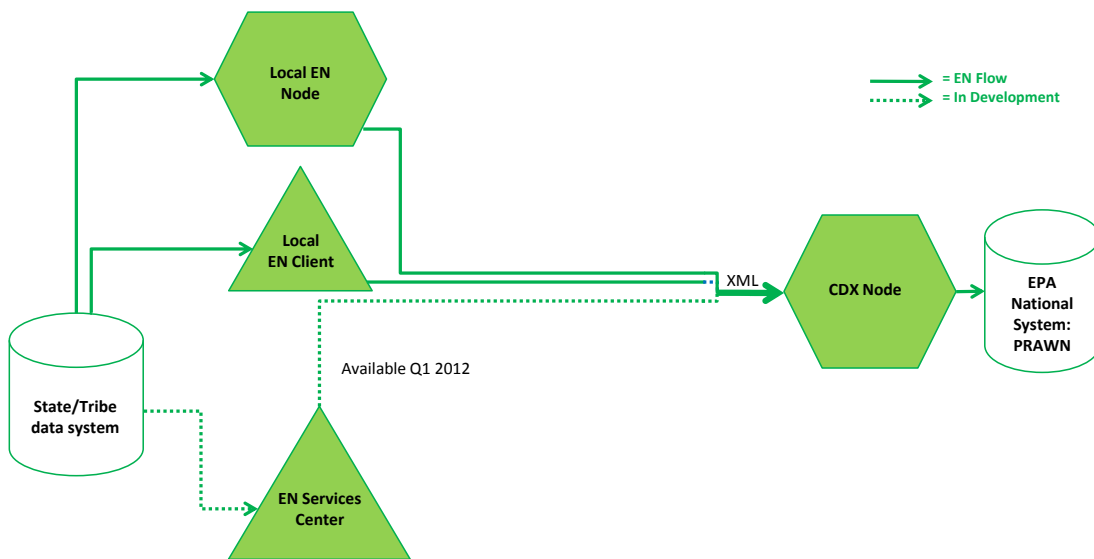 Local EN
Node
= EN Flow
= In Development
Local
EN Client
XML
CDX Node
EPA
National
System:
PRAWN
Available Q1 2012
State/Tribe
data system
EN Services
Center